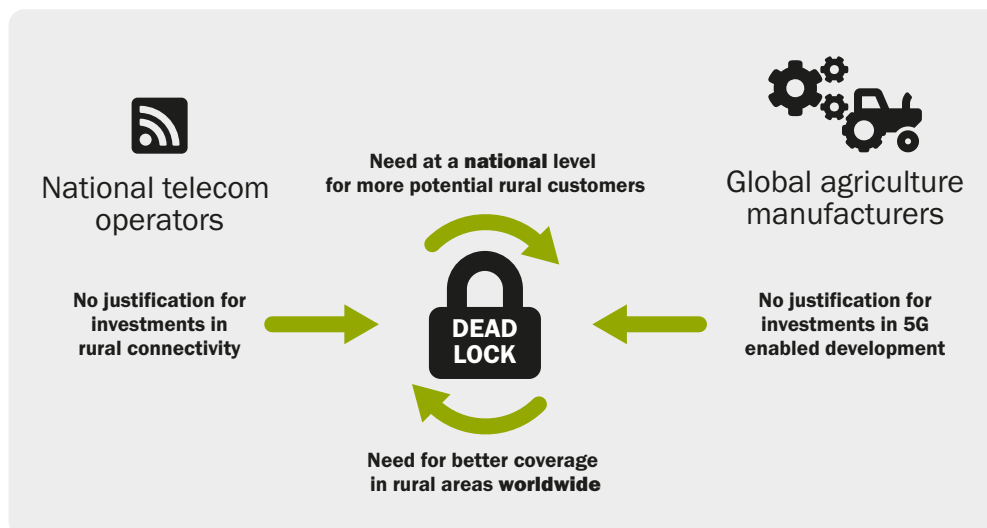 National telecom
operators
No justification for
investments in
rural connectivity
Need at a national level
for more potential rural customers
DEAD
LOCK
Need for better coverage
in rural areas worldwide
Global agriculture
manufacturers
No justification for
investments in 5G
enabled development